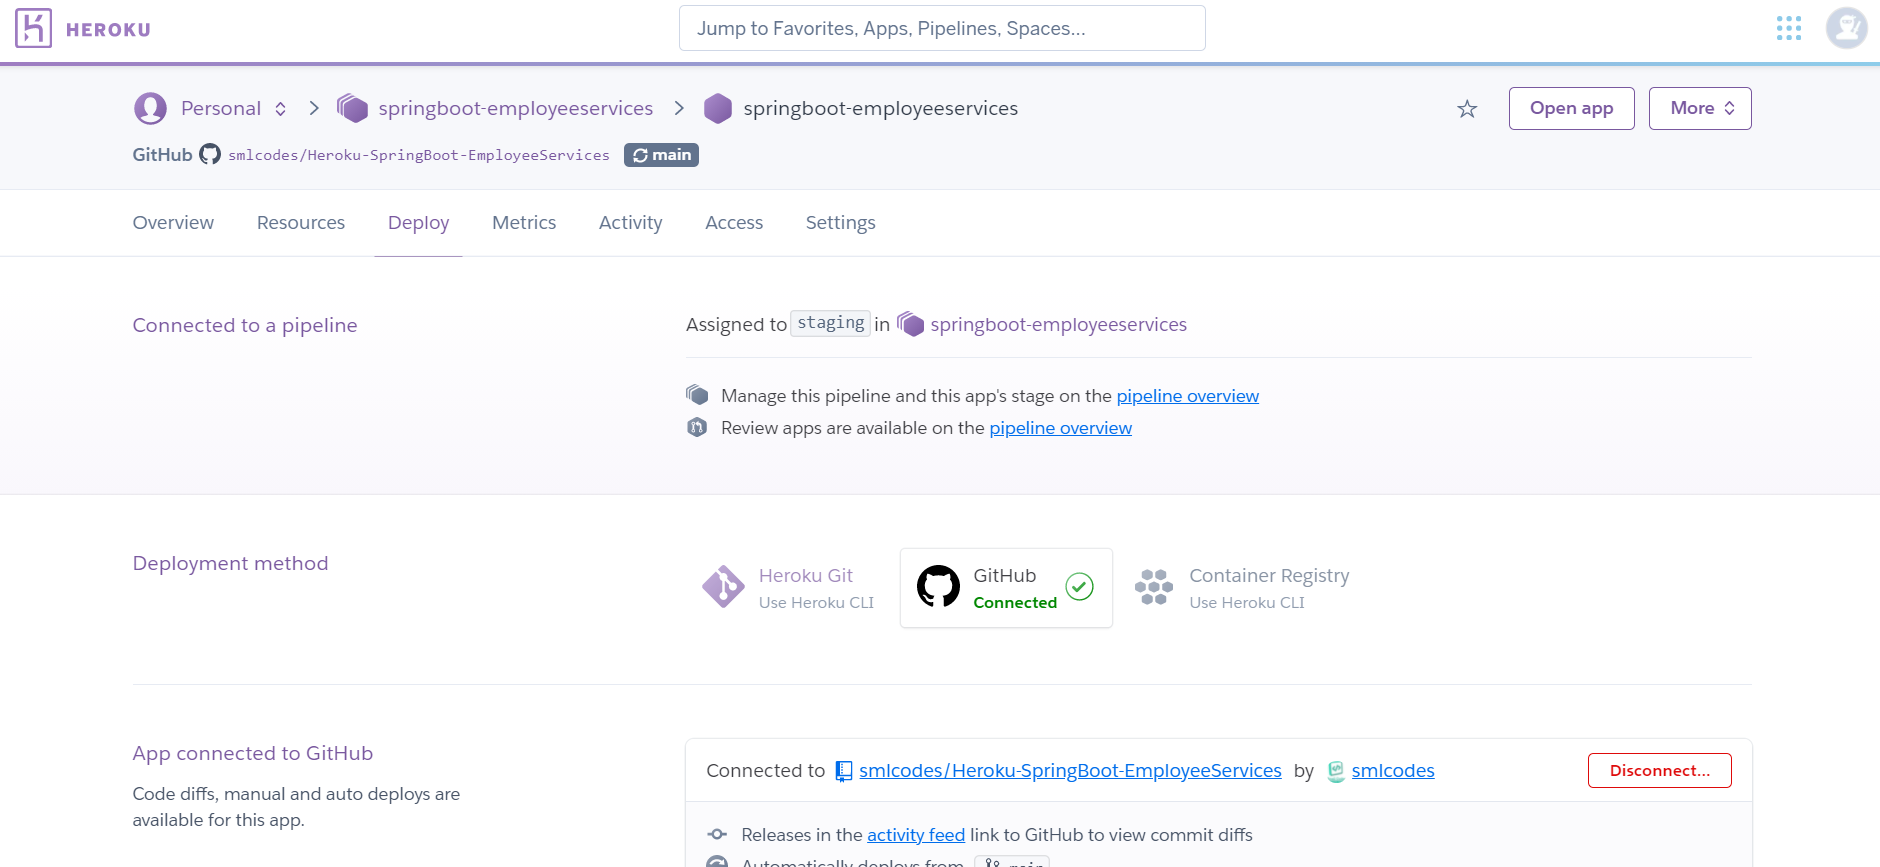 HEROKU
Jump to Favorites, Apps, Pipelines, Spaces...
Personal
springboot-employeeservices
springboot-employeeservices
Open app
More
GitHub smlcodes/Heroku-SpringBoot-EmployeeServices main
Overview Resources Deploy Metrics Activity Access Settings
Connected to a pipeline
Assigned to staging in springboot-employeeservices
Manage this pipeline and this app's stage on the pipeline overview
Review apps are available on the pipeline overview
Deployment method
Heroku Git
Use Heroku CLI
GitHub
Connected
Container Registry
Use Heroku CLI
App connected to GitHub
Code diffs, manual and auto deploys are
available for this app.
Connected to smlcodes/Heroku-SpringBoot-EmployeeServices by smlcodes
Disconnect...
Releases in the activity feed link to GitHub to view commit diffs
Automatically deploys from main